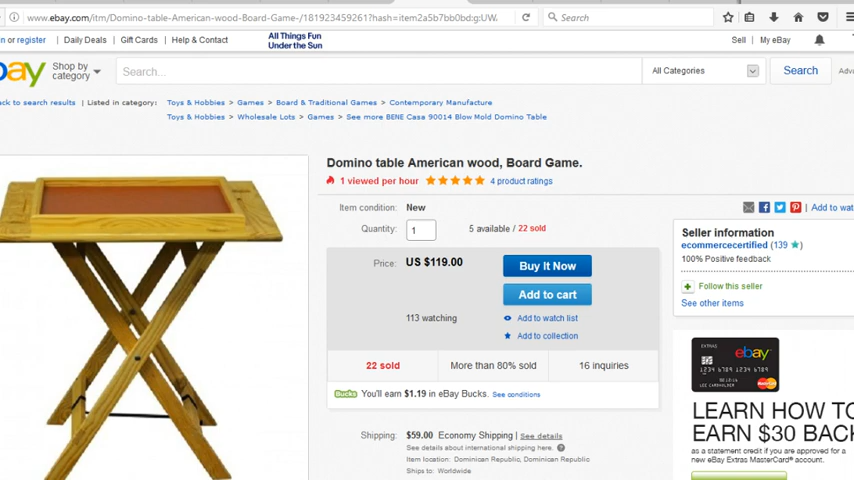 www.ebay.com/itm/Domino-table-American-wood-Board-Game-/181923459261?hash=item2a5b7bb0bd:g:UW
Search
or register
Daily Deals
Gift Cards
Help & Contact
All Things Fun
Under the Sun
Sell
My eBay
bay
Shop by
category
Search...
All Categories
Search
to search results
Listed in category:
Toys & Hobbies > Games > Board & Traditional Games > Contemporary Manufacture
Toys & Hobbies > Wholesale Lots > Games > See more BENE Casa 90014 Blow Mold Domino Table
Domino table American wood, Board Game.
1 viewed per hour
4 product ratings
Item condition: New
Add to wat
Quantity: 1
5 available / 22 sold
Price: US $119.00
Buy It Now
Add to cart
113 watching
Add to watch list
Add to collection
22 sold
More than 80% sold
16 inquiries
Bucks You'll earn $1.19 in eBay Bucks. See conditions
Shipping: $59.00 Economy Shipping | See details
See details about international shipping here.
Item location: Dominican Republic, Dominican Republic
Ships to: Worldwide
Seller information
ecommercecertified (139)
100% Positive feedback
Follow this seller
See other items
EXTRAS
ebay
LEARN HOW TO
EARN $30 BACK
as a statement credit if you are approved for a
new eBay Extras MasterCard® account.